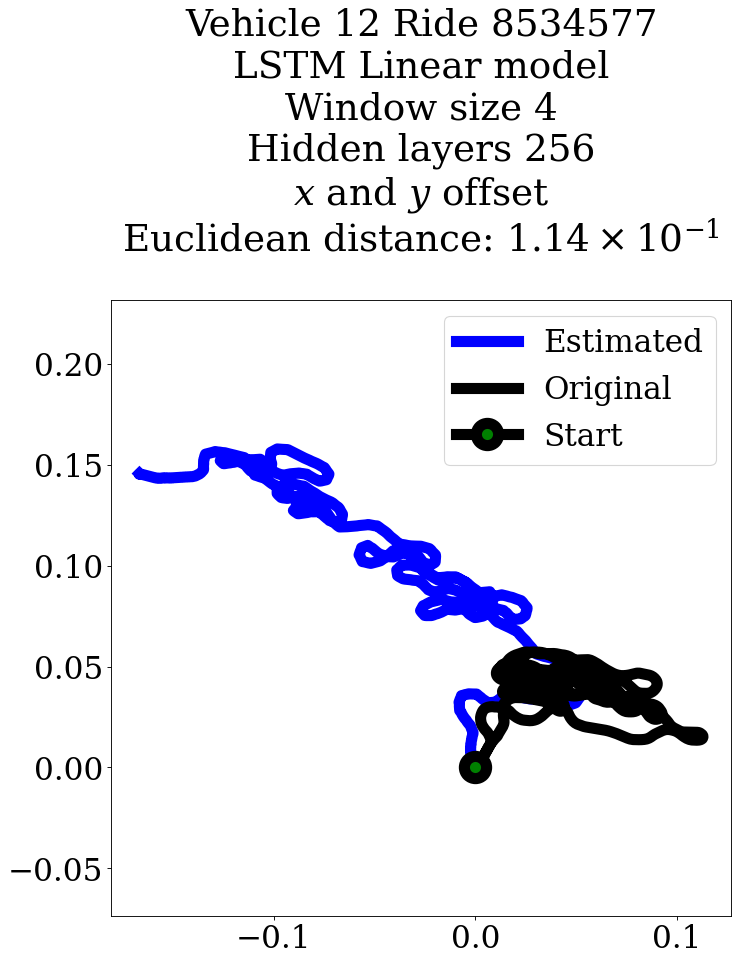 Vehicle 12 Ride 8534577
LSTM Linear model
Window size 4
Hidden layers 256
x and y offset
Euclidean distance: 1.14 × 10⁻¹
Estimated
Original
Start
0.20
0.15
0.10
0.05
0.00
−0.05
−0.1
0.0
0.1